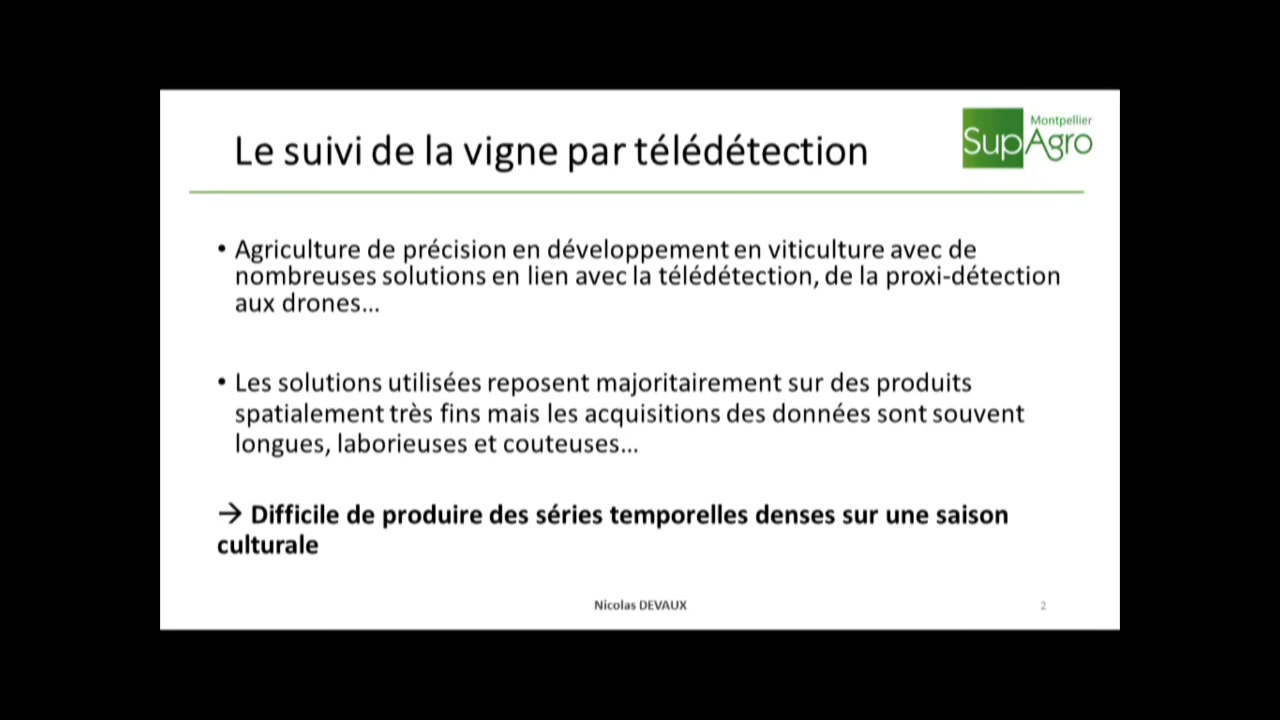 Le suivi de la vigne par télédétection
Montpellier
SupAgro
• Agriculture de précision en développement en viticulture avec de
nombreuses solutions en lien avec la télédétection, de la proxi-détection
aux drones...
• Les solutions utilisées reposent majoritairement sur des produits
spatialement très fins mais les acquisitions des données sont souvent
longues, laborieuses et couteuses...
→ Difficile de produire des séries temporelles denses sur une saison
culturale
Nicolas DEVAUX
2